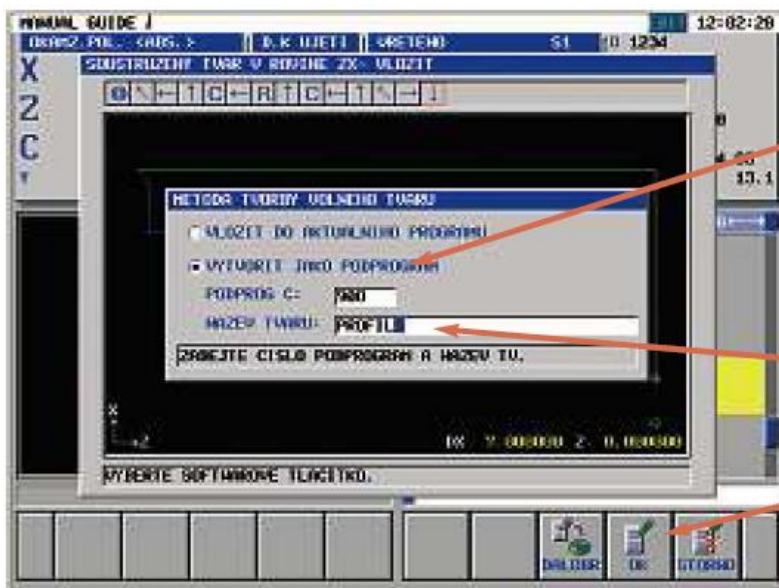 MANUAL GUIDE i 12:02:20
OKAMZ.POL. <ABS.> D.K UJETI VRETENO S1 1234
X
SOUSTRUZENY TVAR V ROVINE ZX- VLOZIT
Z
C
C R C
13.1
METODA TVORBY VOLNEHO TVARU
VLOZIT DO AKTUALNIHO PROGRAMU
VYTVORIT JAKO PODPROGRAM
PODPROG C: 900
NAZEV TVARU: PROFIL
ZADEJTE CISLO PODPROGRAM A NAZEV TV.
X
Z
VYBERTE SOFTWAROVE TLACITKO.
OK STORNO